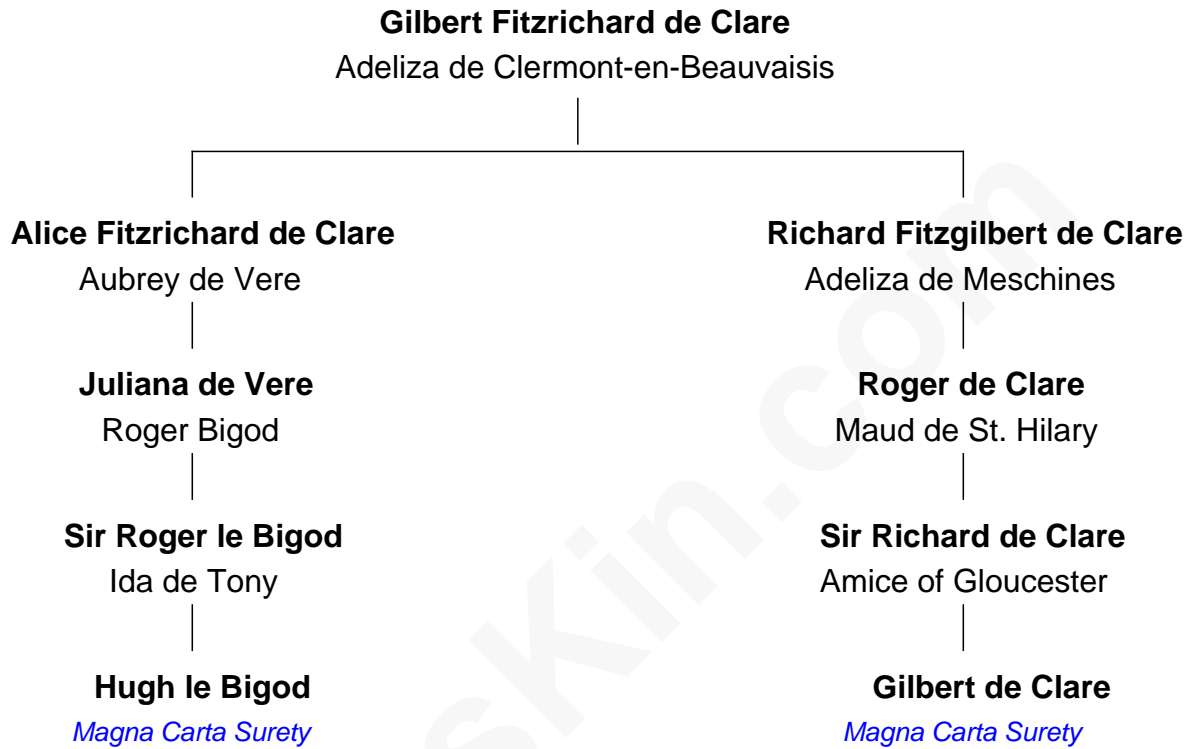 Gilbert Fitzrichard de Clare
Adeliza de Clermont-en-Beauvaisis
Alice Fitzrichard de Clare
Aubrey de Vere
Richard Fitzgilbert de Clare
Adeliza de Meschines
Juliana de Vere
Roger Bigod
Roger de Clare
Maud de St. Hilary
Sir Roger le Bigod
Ida de Tony
Sir Richard de Clare
Amice of Gloucester
Hugh le Bigod
Magna Carta Surety
Gilbert de Clare
Magna Carta Surety
sKin.com